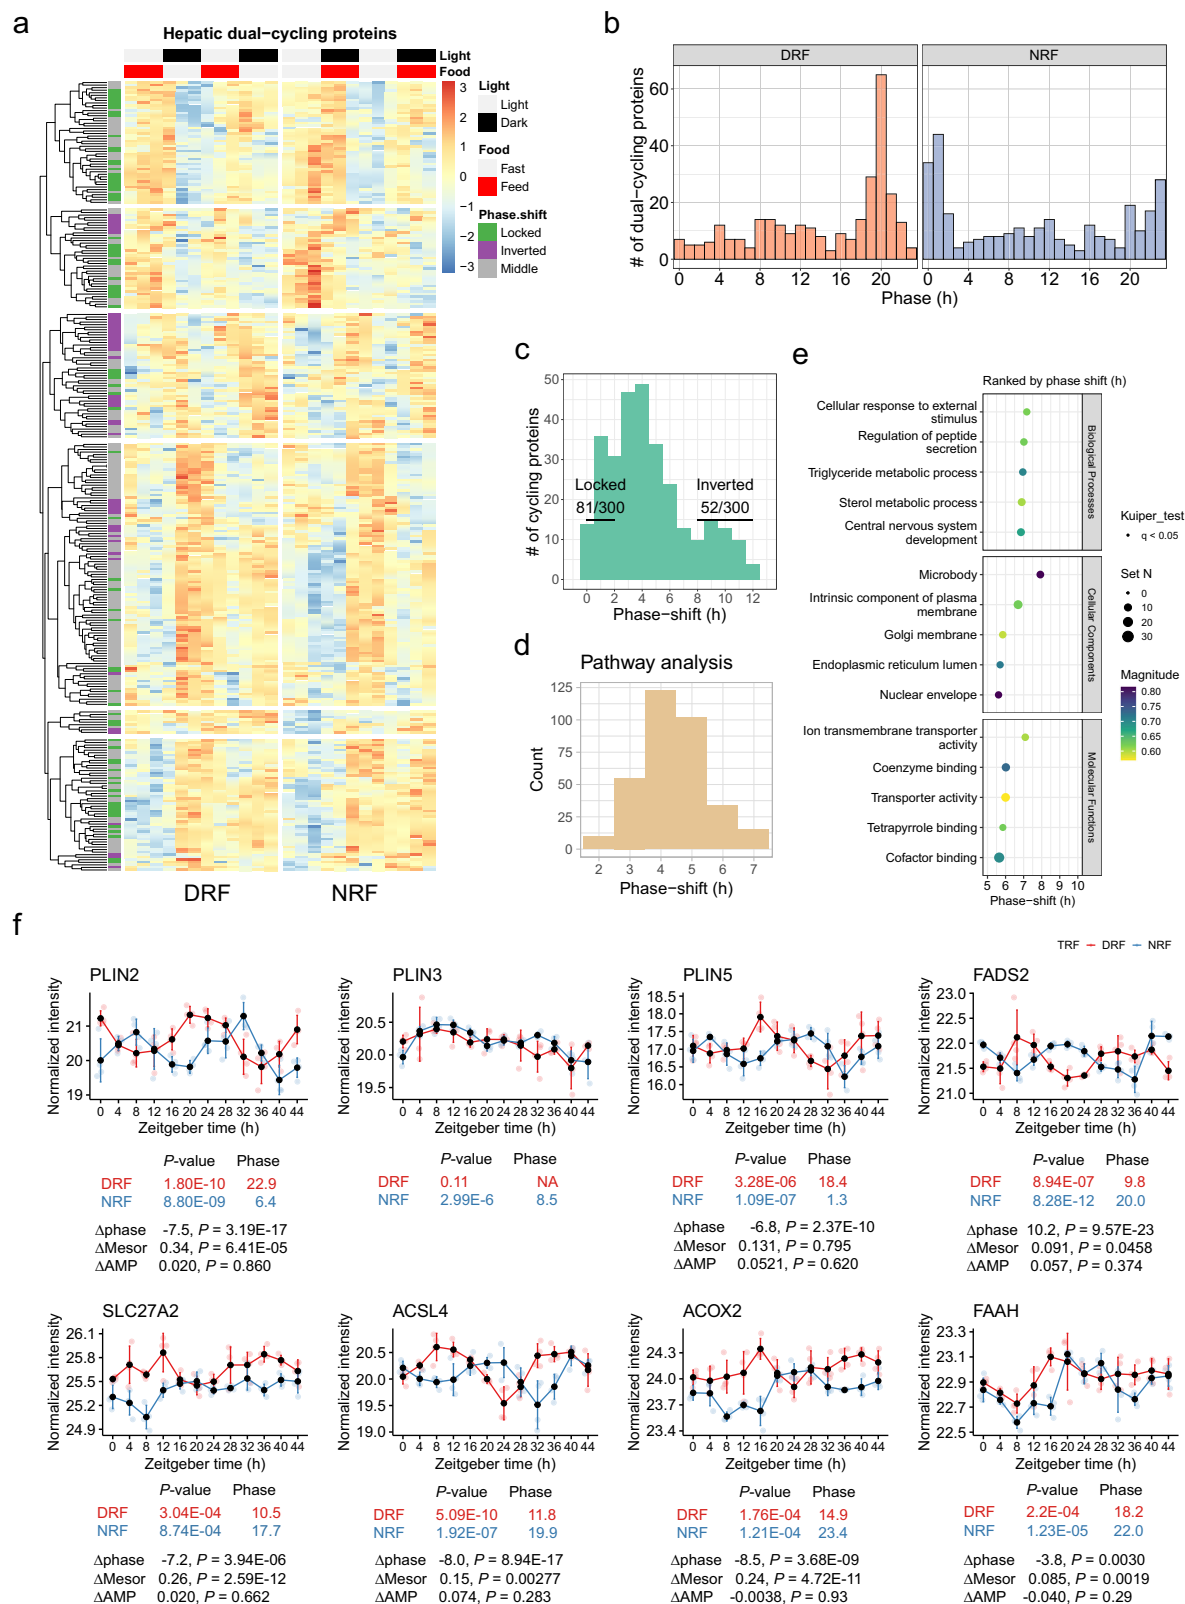 a
Hepatic dual−cycling proteins
Light
Food
3
2
1
0
−1
−2
−3
Light
Light
Dark
Food
Fast
Feed
Phase.shift
Locked
Inverted
Middle
DRF
NRF
b
DRF
NRF
# of dual−cycling proteins
60
40
20
0
0 4 8 12 16 20
0 4 8 12 16 20
Phase (h)
c
# of cycling proteins
50
40
30
20
10
0
Locked
81/300
Inverted
52/300
0 2 4 6 8 10 12
Phase−shift (h)
d
Pathway analysis
Count
125
100
75
50
25
0
2 3 4 5 6 7
Phase−shift (h)
e
Ranked by phase shift (h)
Cellular response to external
stimulus
Regulation of peptide
secretion
Triglyceride metabolic process
Sterol metabolic process
Central nervous system
development
Biological Processes
Microbody
Intrinsic component of plasma
membrane
Golgi membrane
Endoplasmic reticulum lumen
Nuclear envelope
Cellular Components
Ion transmembrane transporter
activity
Coenzyme binding
Transporter activity
Tetrapyrrole binding
Cofactor binding
Molecular Functions
5 6 7 8 9 10
Phase−shift (h)
Kuiper_test
q < 0.05
Set N
0
10
20
30
Magnitude
0.80
0.75
0.70
0.65
0.60
f
TRF DRF NRF
PLIN2
Normalized intensity
21
20
19
0 4 8 12 16 20 24 28 32 36 40 44
Zeitgeber time (h)
P-value Phase
DRF 1.80E-10 22.9
NRF 8.80E-09 6.4
Δphase -7.5, P = 3.19E-17
ΔMesor 0.34, P = 6.41E-05
ΔAMP 0.020, P = 0.860
PLIN3
Normalized intensity
20.5
20.0
19.5
0 4 8 12 16 20 24 28 32 36 40 44
Zeitgeber time (h)
P-value Phase
DRF 0.11 NA
NRF 2.99E-6 8.5
PLIN5
Normalized intensity
18.5
18.0
17.5
17.0
16.5
16.0
0 4 8 12 16 20 24 28 32 36 40 44
Zeitgeber time (h)
P-value Phase
DRF 3.28E-06 18.4
NRF 1.09E-07 1.3
Δphase -6.8, P = 2.37E-10
ΔMesor 0.131, P = 0.795
ΔAMP 0.0521, P = 0.620
FADS2
Normalized intensity
23.0
22.5
22.0
21.5
21.0
0 4 8 12 16 20 24 28 32 36 40 44
Zeitgeber time (h)
P-value Phase
DRF 8.94E-07 9.8
NRF 8.28E-12 20.0
Δphase 10.2, P = 9.57E-23
ΔMesor 0.091, P = 0.0458
ΔAMP 0.057, P = 0.374
SLC27A2
Normalized intensity
26.1
25.8
25.5
25.2
24.9
0 4 8 12 16 20 24 28 32 36 40 44
Zeitgeber time (h)
P-value Phase
DRF 3.04E-04 10.5
NRF 8.74E-04 17.7
Δphase -7.2, P = 3.94E-06
ΔMesor 0.26, P = 2.59E-12
ΔAMP 0.020, P = 0.662
ACSL4
Normalized intensity
20.5
20.0
19.5
19.0
0 4 8 12 16 20 24 28 32 36 40 44
Zeitgeber time (h)
P-value Phase
DRF 5.09E-10 11.8
NRF 1.92E-07 19.9
Δphase -8.0, P = 8.94E-17
ΔMesor 0.15, P = 0.00277
ΔAMP 0.074, P = 0.283
ACOX2
Normalized intensity
24.3
24.0
23.7
23.4
0 4 8 12 16 20 24 28 32 36 40 44
Zeitgeber time (h)
P-value Phase
DRF 1.76E-04 14.9
NRF 1.21E-04 23.4
Δphase -8.5, P = 3.68E-09
ΔMesor 0.24, P = 4.72E-11
ΔAMP -0.0038, P = 0.93
FAAH
Normalized intensity
23.3
23.1
22.9
22.7
22.5
0 4 8 12 16 20 24 28 32 36 40 44
Zeitgeber time (h)
P-value Phase
DRF 2.2E-04 18.2
NRF 1.23E-05 22.0
Δphase -3.8, P = 0.0030
ΔMesor 0.085, P = 0.0019
ΔAMP -0.040, P = 0.29